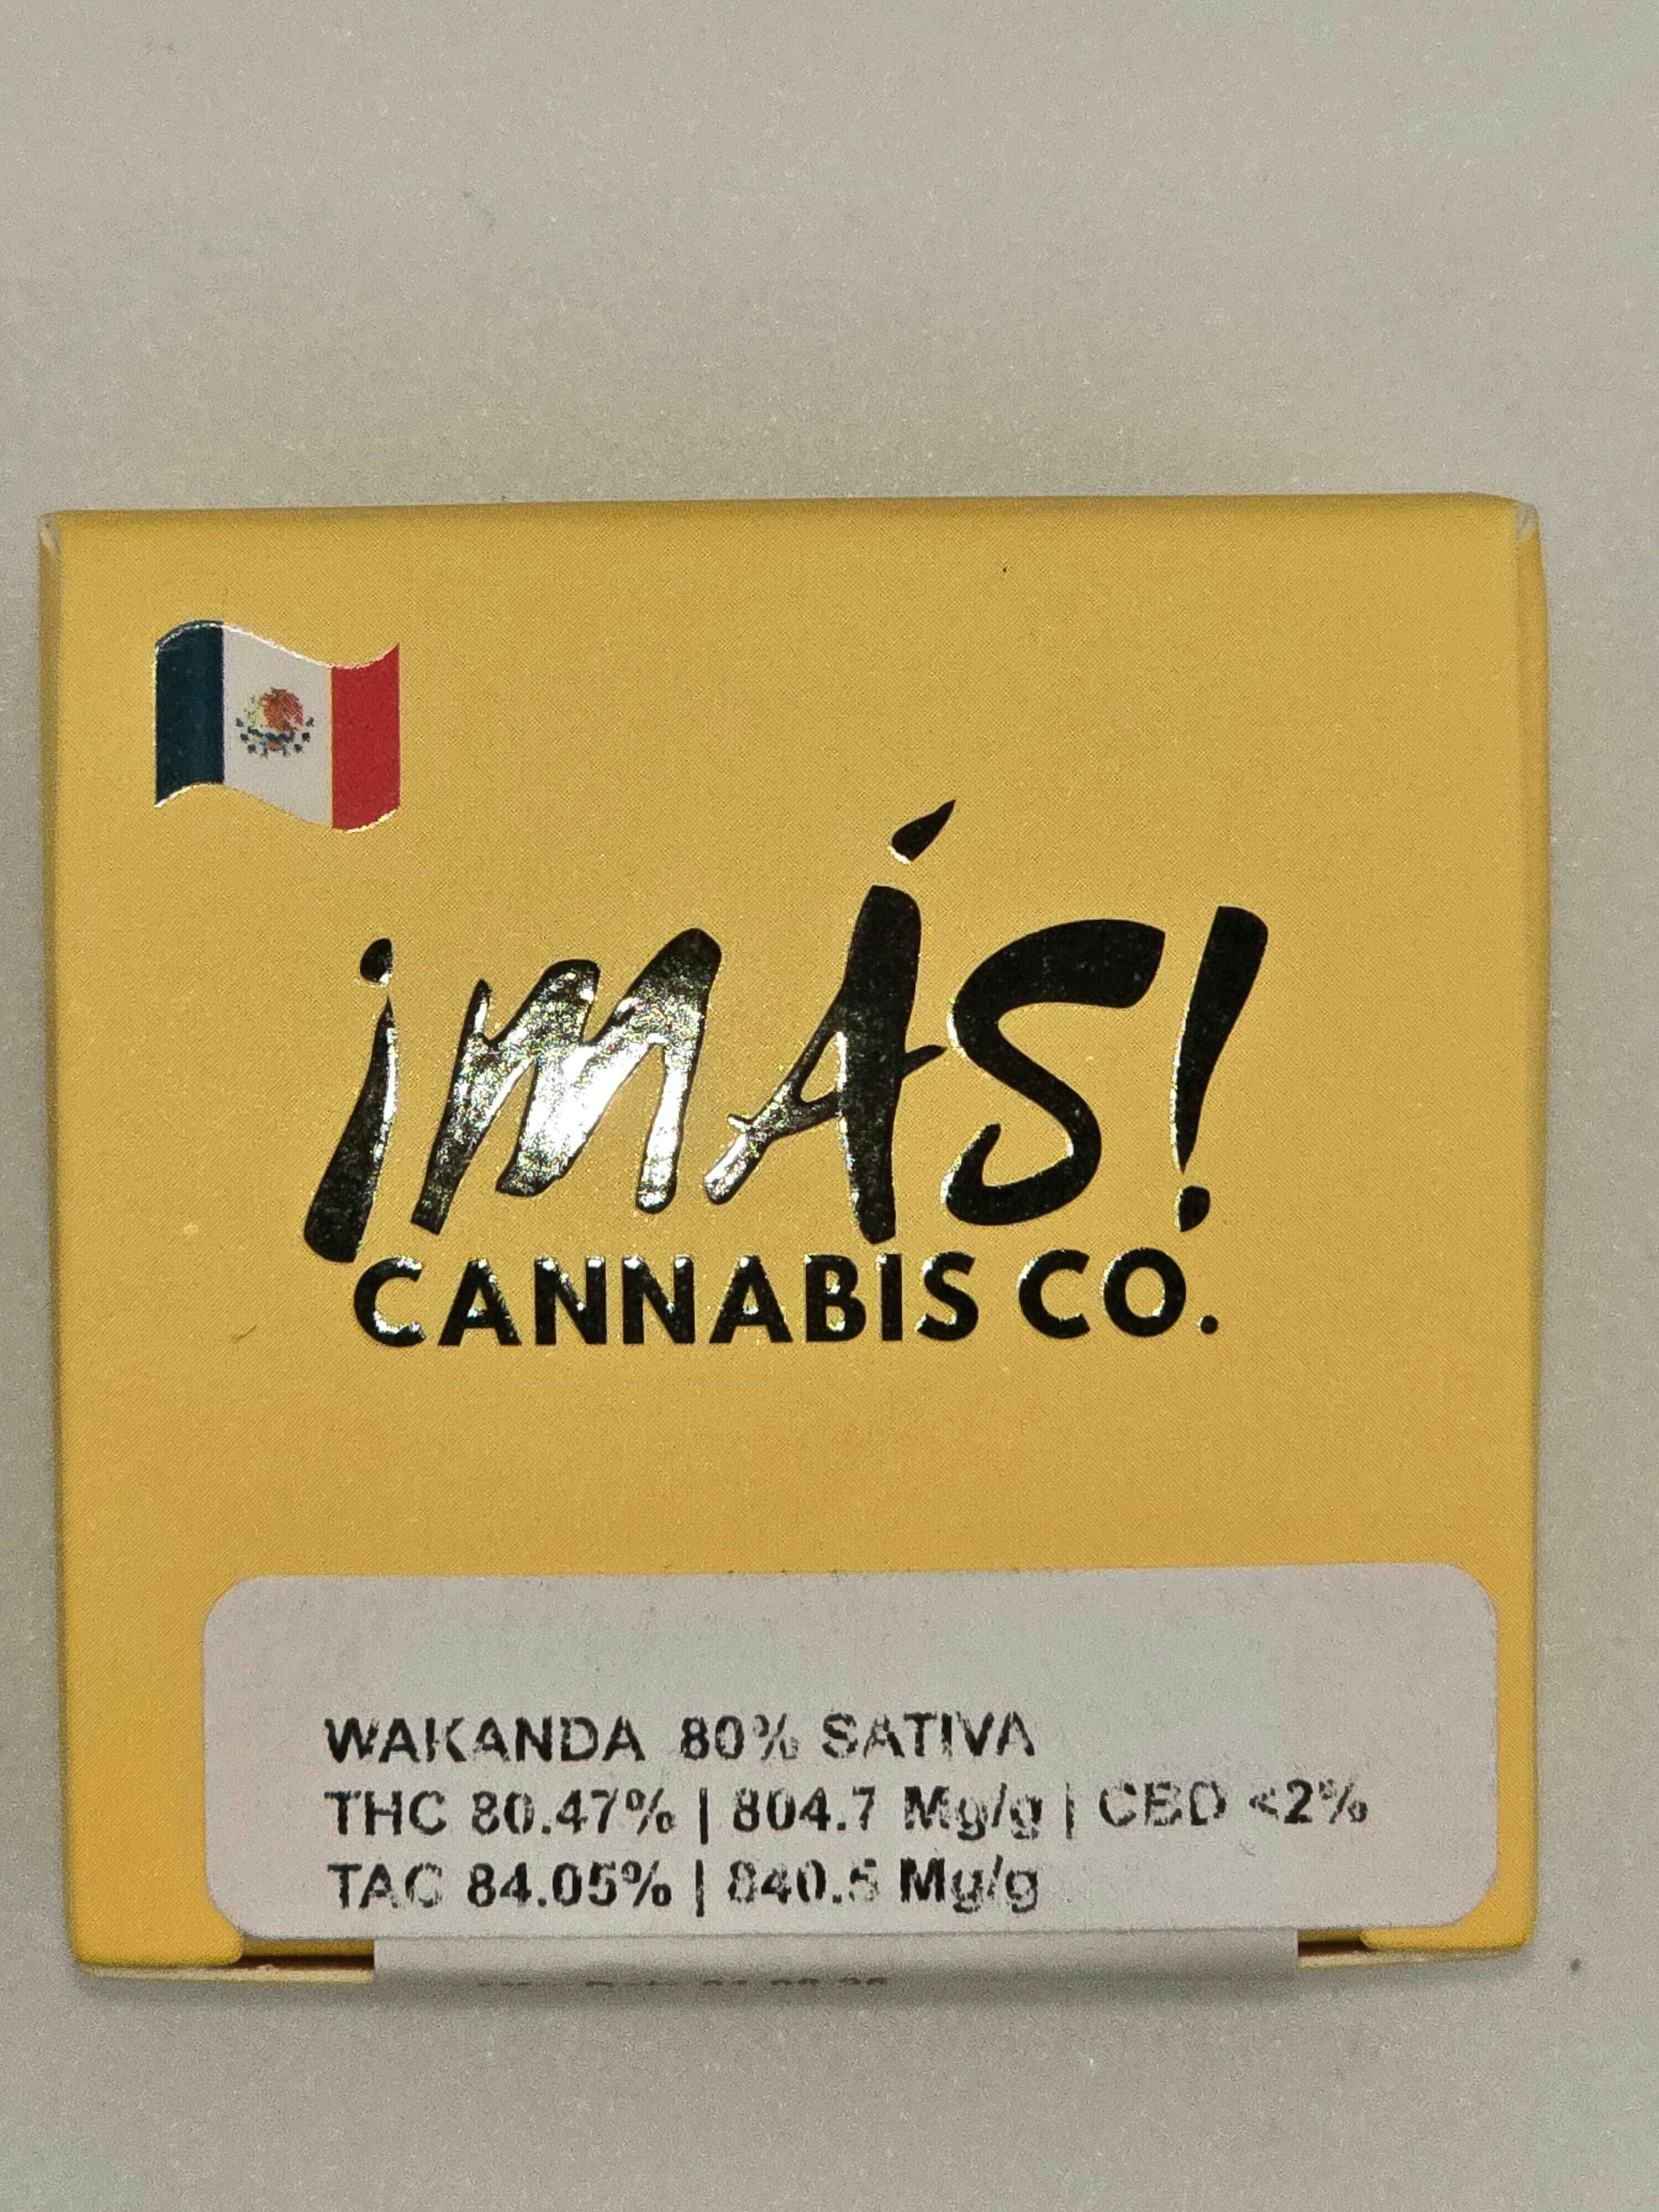 ¡MÁS!
CANNABIS CO.
WAKANDA 80% SATIVA
THC 80.47% | 804.7 Mg/g | CBD <2%
TAC 84.05% | 840.5 Mg/g